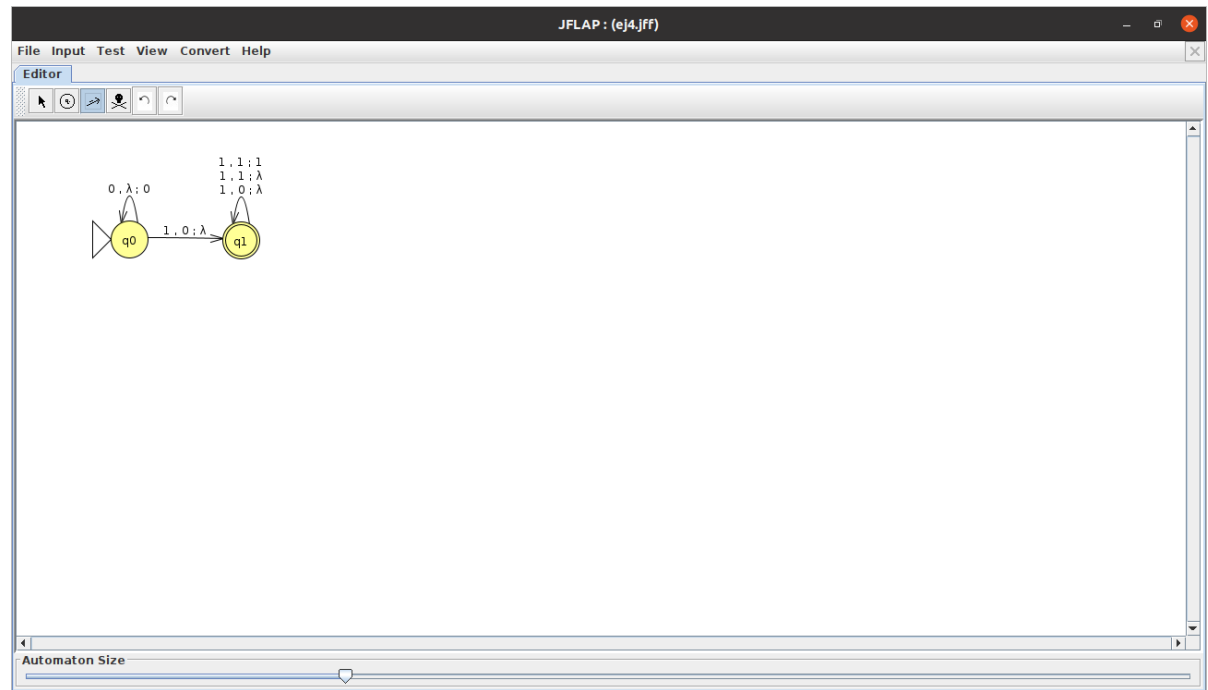 JFLAP : (ej4.jff)
File Input Test View Convert Help
Editor
1 , 1 ; 1
1 , 1 ; λ
0 , λ ; 0
1 , 0 ; λ
1 , 0 ; λ
q0
q1
Automaton Size